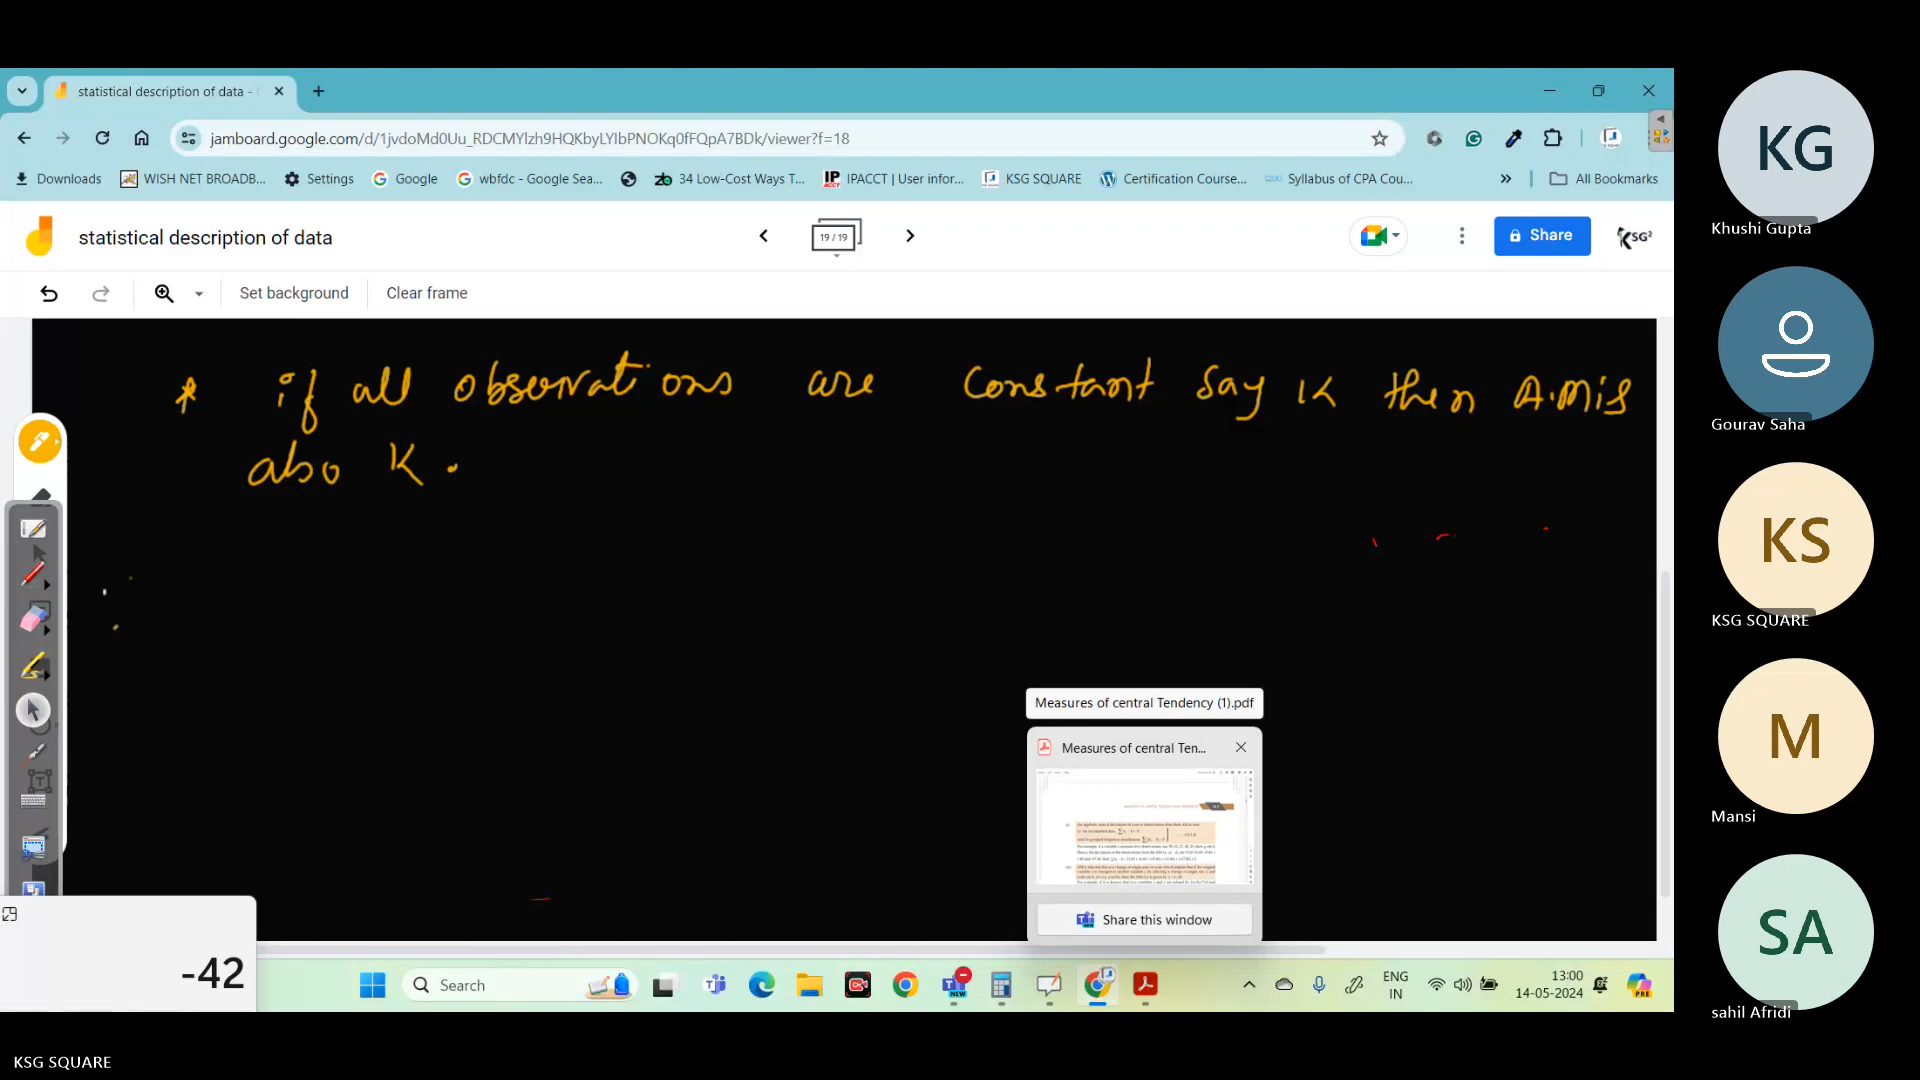 statistical description of data -
jamboard.google.com/d/1jvdoMd0Uu_RDCMYlzh9HQKbyLYIbPNOKq0fFQpA7BDk/viewer?f=18
Downloads WISH NET BROADB... Settings Google wbfdc - Google Sea... 34 Low-Cost Ways T... IPACCT | User infor... KSG SQUARE Certification Course... Syllabus of CPA Cou... » All Bookmarks
statistical description of data
19 / 19
Share
KSG²
Set background Clear frame
* if all observations are constant say K then A.M is
also K.
Measures of central Tendency (1).pdf
Measures of central Ten...
Share this window
-42
Search
ENG
IN
13:00
14-05-2024
KG
Khushi Gupta
Gourav Saha
KS
KSG SQUARE
M
Mansi
SA
sahil Afridi
KSG SQUARE